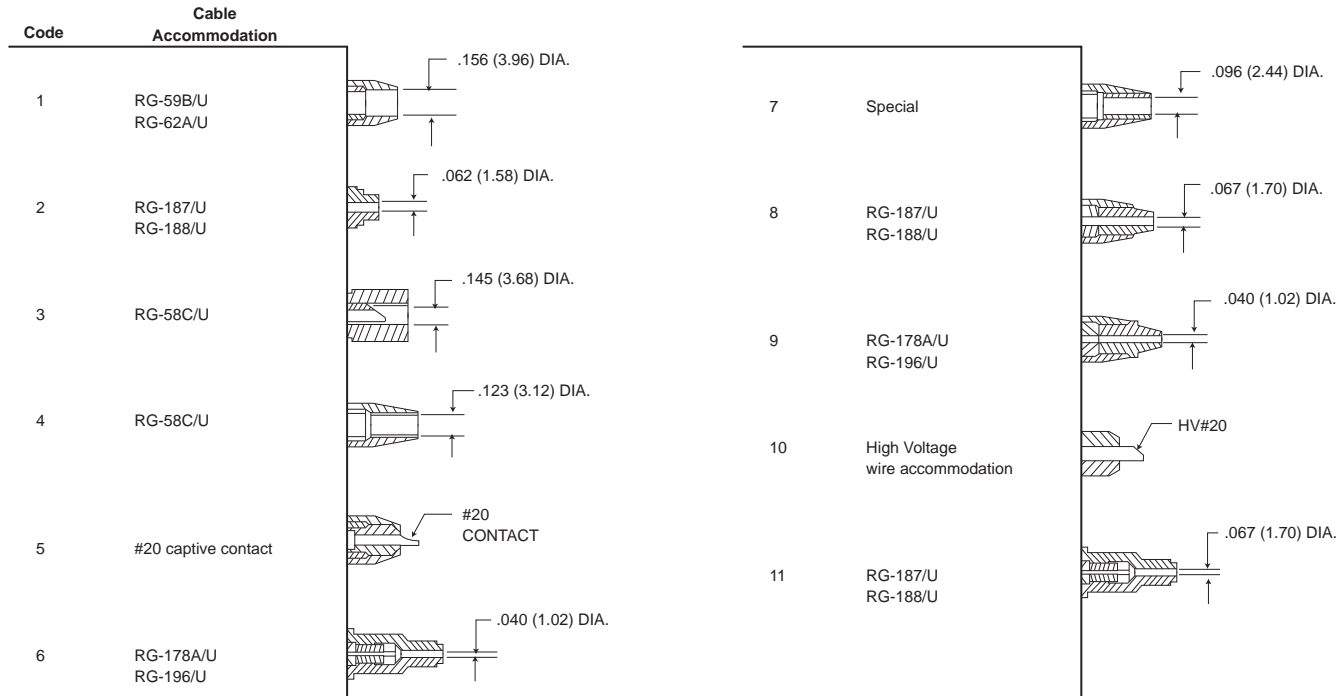 Code
Cable
Accommodation
1
RG-59B/U
RG-62A/U
.156 (3.96) DIA.
2
RG-187/U
RG-188/U
.062 (1.58) DIA.
3
RG-58C/U
.145 (3.68) DIA.
4
RG-58C/U
.123 (3.12) DIA.
5
#20 captive contact
#20
CONTACT
6
RG-178A/U
RG-196/U
.040 (1.02) DIA.
7
Special
.096 (2.44) DIA.
8
RG-187/U
RG-188/U
.067 (1.70) DIA.
9
RG-178A/U
RG-196/U
.040 (1.02) DIA.
10
High Voltage
wire accommodation
HV#20
11
RG-187/U
RG-188/U
.067 (1.70) DIA.